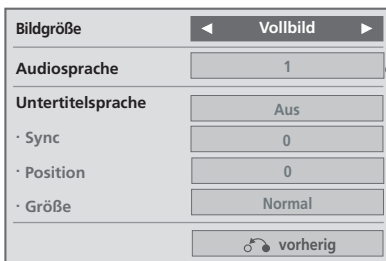 Bildgröße ◄ Vollbild ►
Audiosprache 1
Untertitelsprache Aus
· Sync 0
· Position 0
· Größe Normal
vorherig